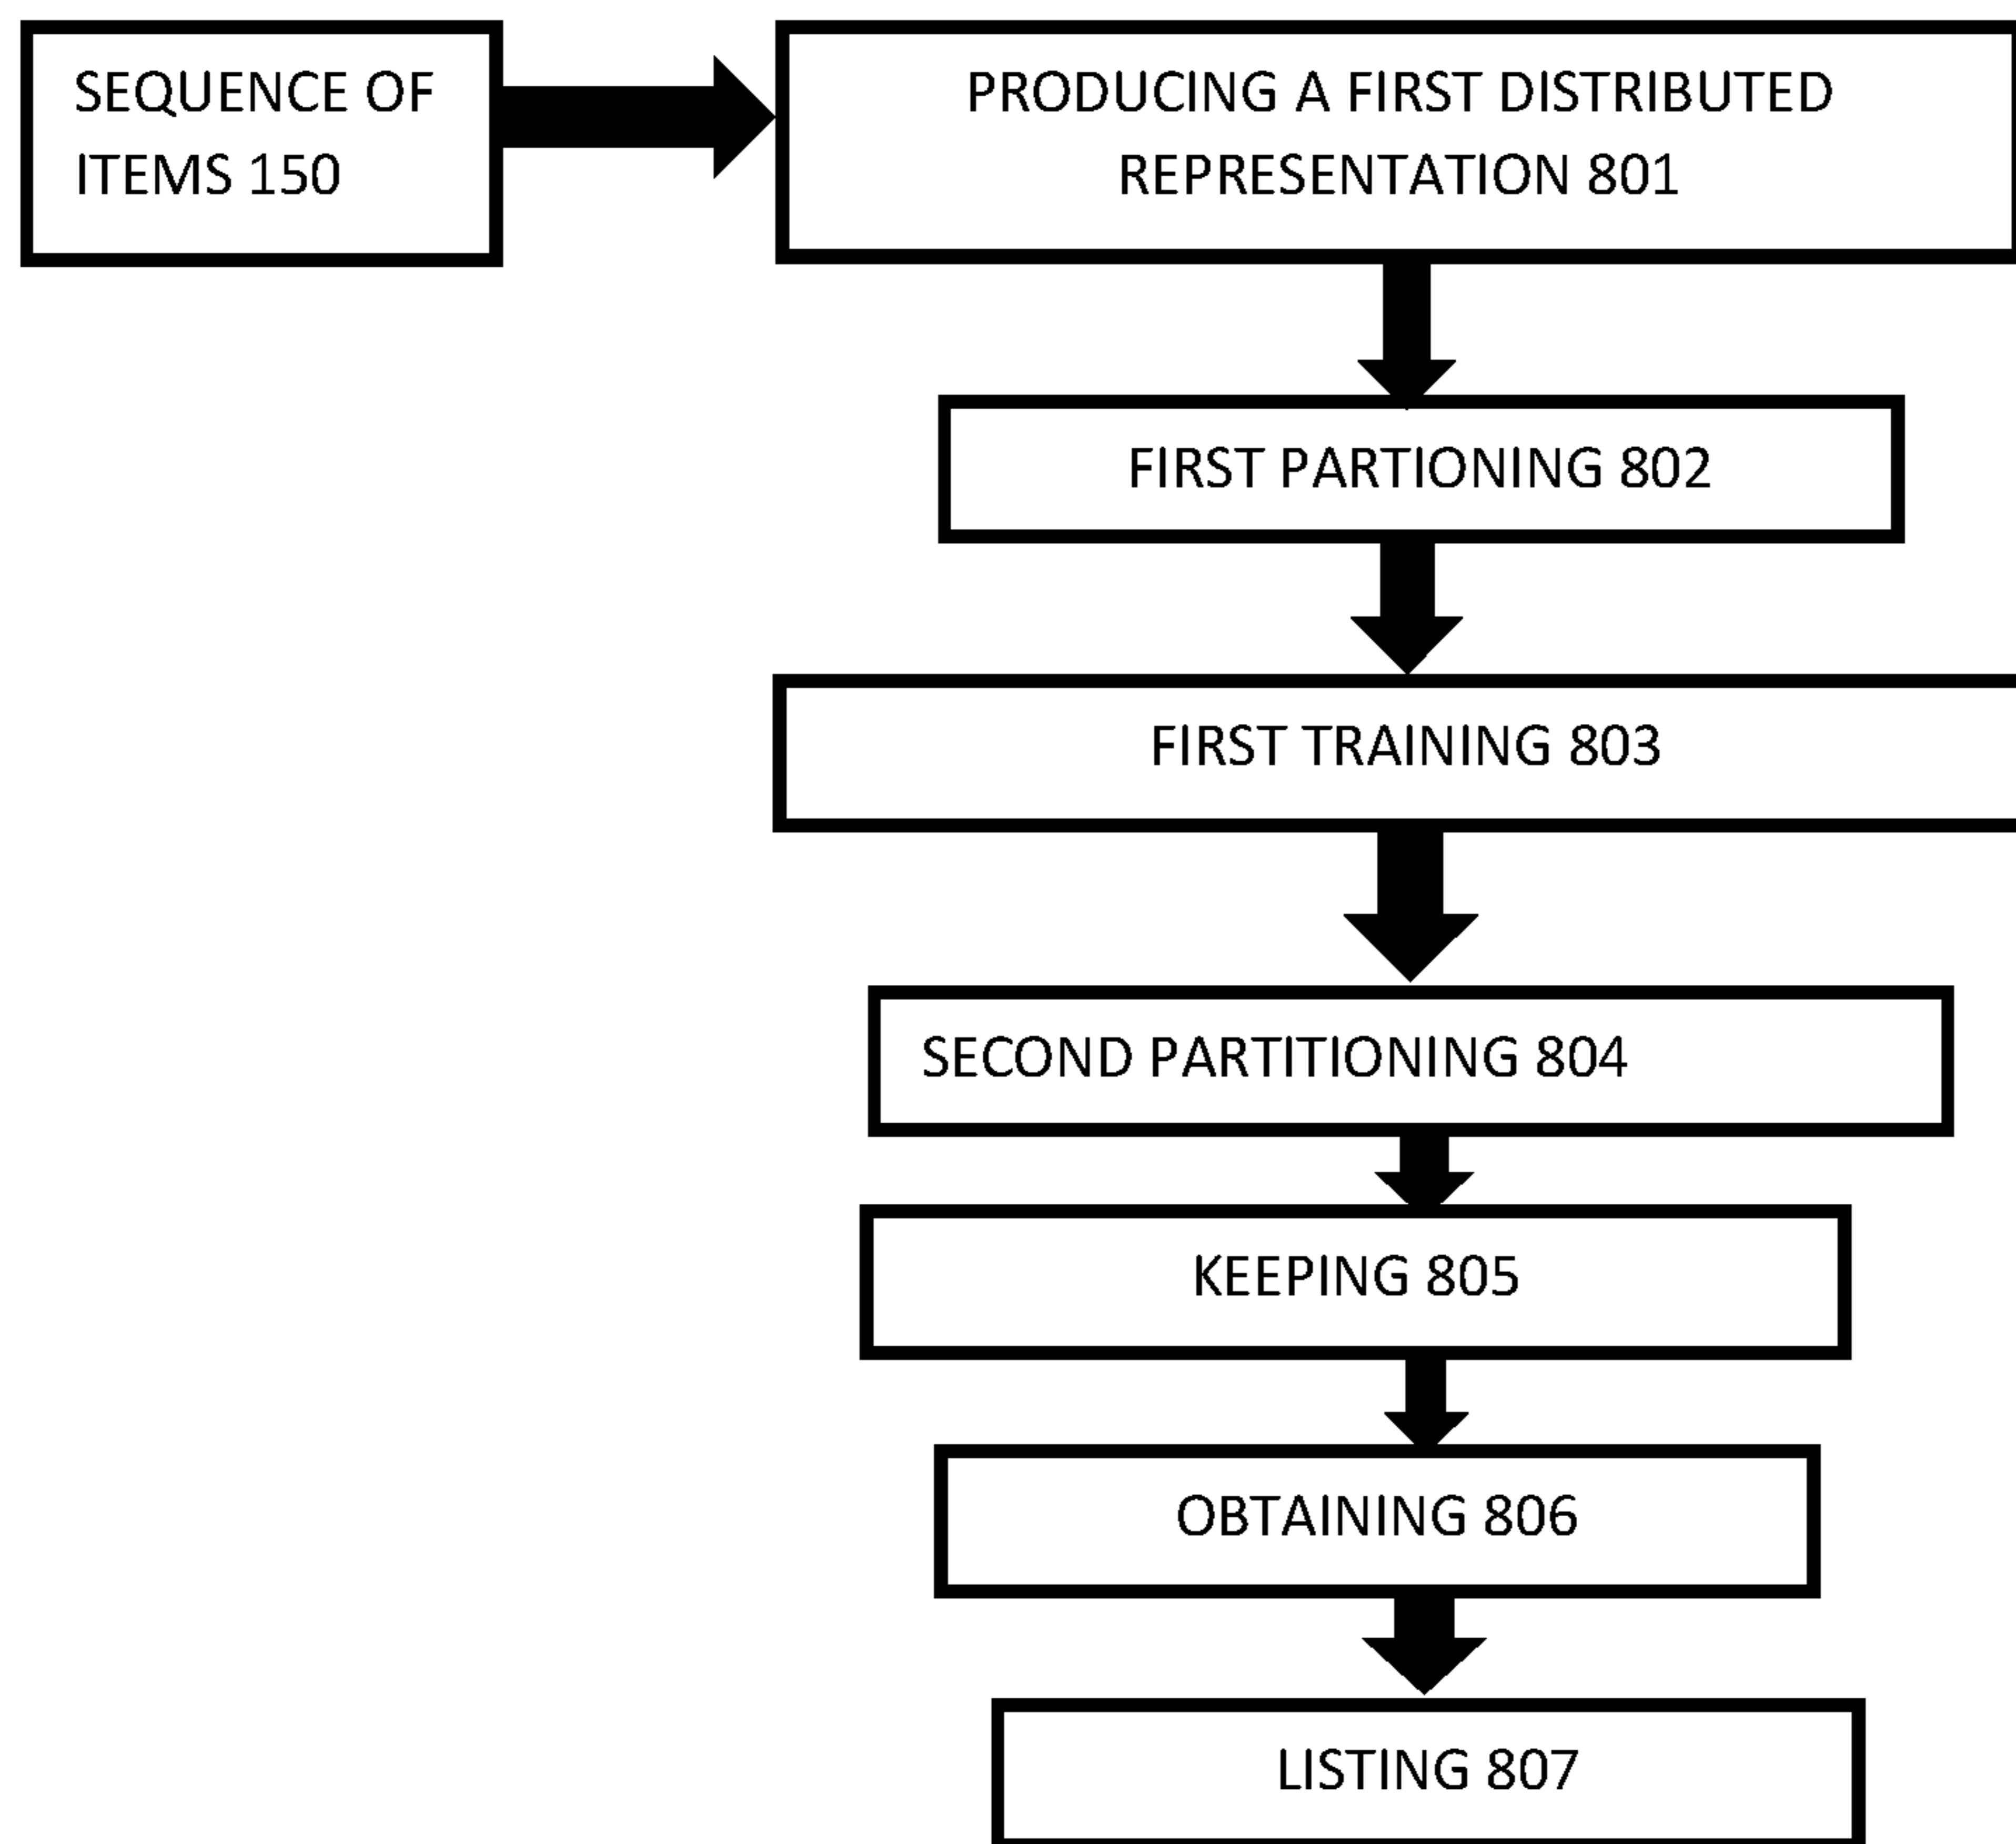 SEQUENCE OF
ITEMS 150
PRODUCING A FIRST DISTRIBUTED
REPRESENTATION 801
FIRST PARTIONING 802
FIRST TRAINING 803
SECOND PARTITIONING 804
KEEPING 805
OBTAINING 806
LISTING 807